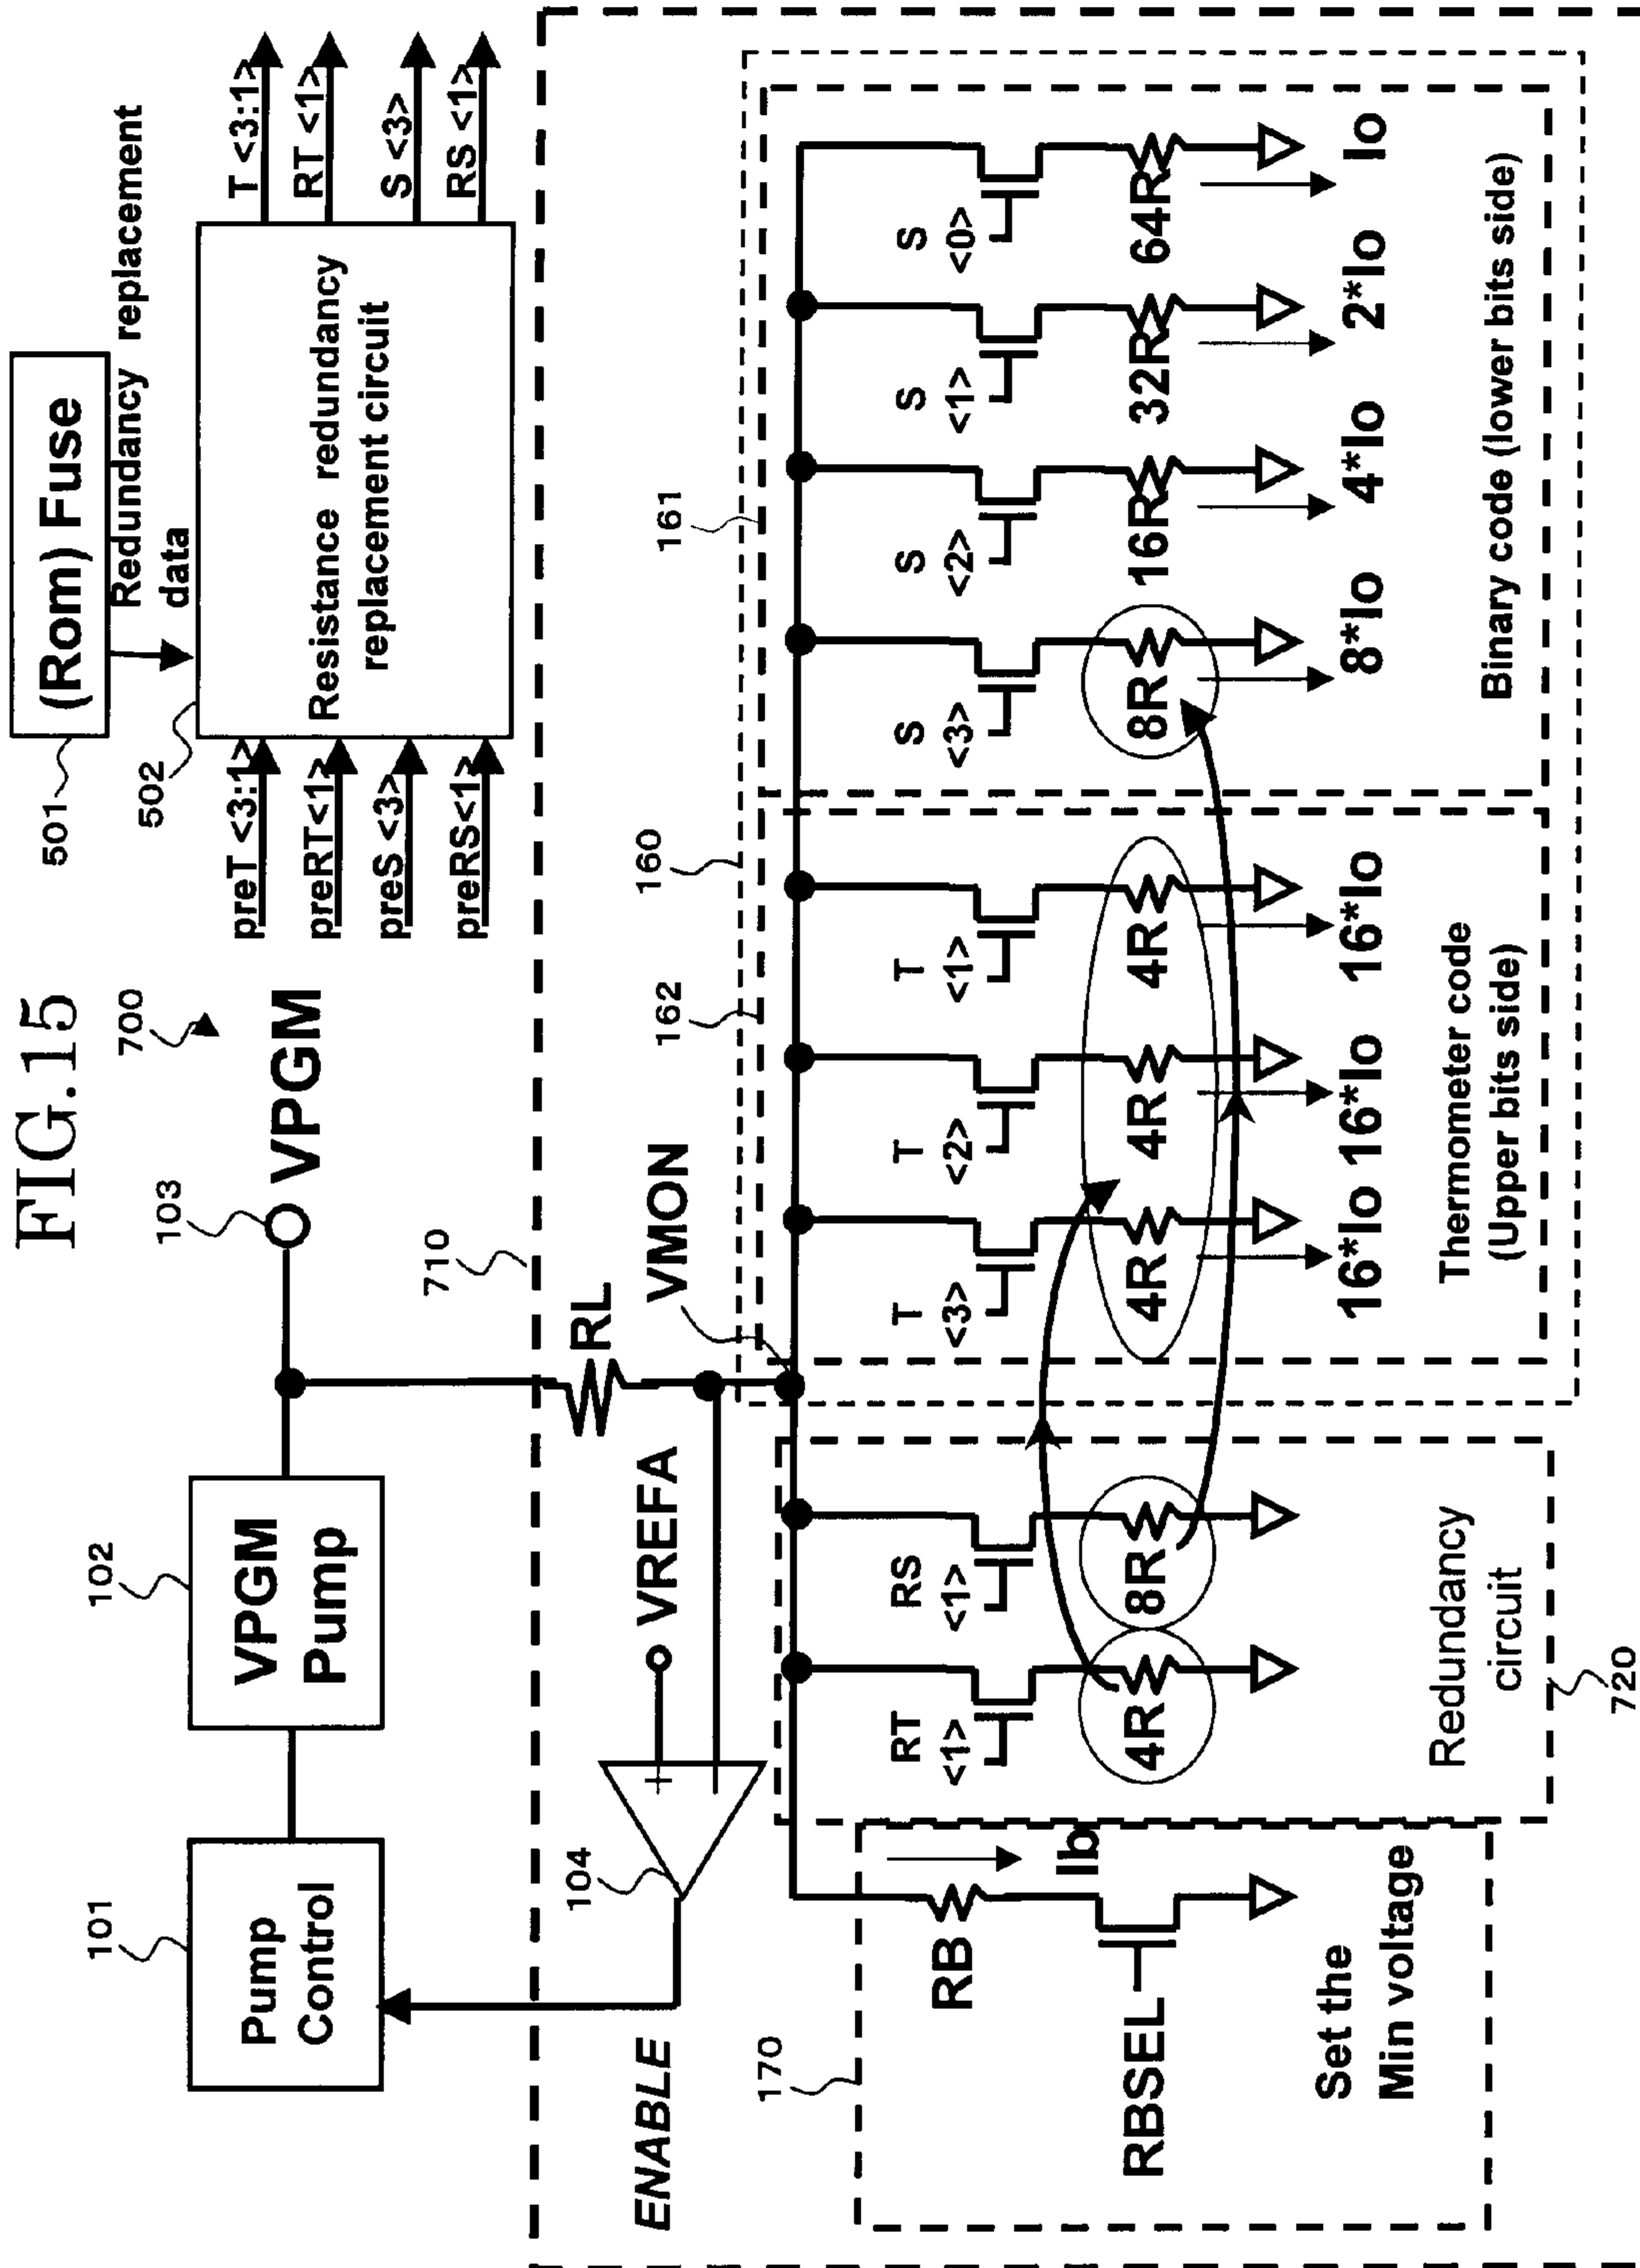 FIG.15
700
101
Pump
Control
102
VPGM
Pump
103
VPGM
501
(Rom) Fuse
Redundancy replacement
data
502
Resistance redundancy
replacement circuit
preT <3:1>
preRT<1>
preS <3>
preRS<1>
T <3:1>
RT <1>
S <3>
RS <1>
710
RL
VMON
ENABLE
104
+
−
VREFA
170
RB
Ib
RBSEL
Set the
Min voltage
RT
<1>
4R
RS
<1>
8R
Redundancy
circuit
720
160
162
T
<3>
4R
16*Io
T
<2>
4R
16*Io
T
<1>
4R
16*Io
Thermometer code
(Upper bits side)
161
S
<3>
8R
8*Io
S
<2>
16R
4*Io
S
<1>
32R
2*Io
S
<0>
64R
Io
Binary code (lower bits side)